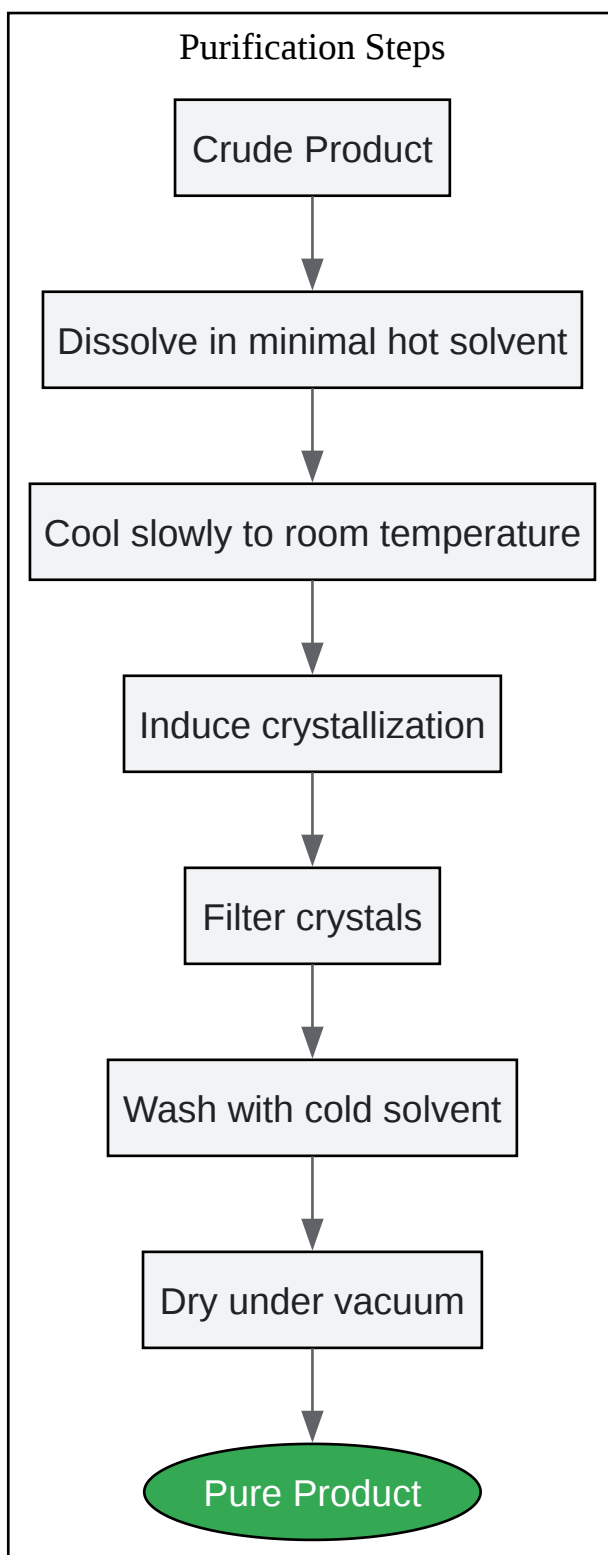 Purification Steps
Crude Product
Dissolve in minimal hot solvent
Cool slowly to room temperature
Induce crystallization
Filter crystals
Wash with cold solvent
Dry under vacuum
Pure Product